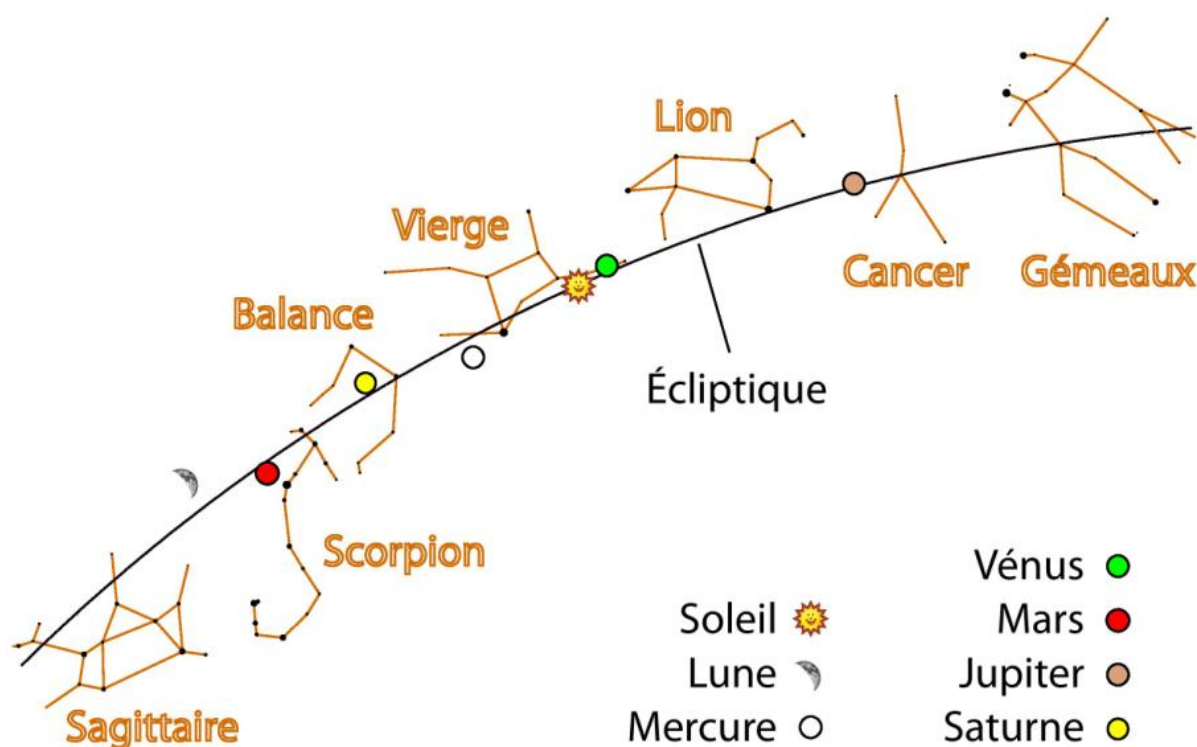 Lion
Vierge
Cancer
Gémeaux
Balance
Écliptique
Scorpion
Sagittaire
Soleil
Lune
Mercure
Vénus
Mars
Jupiter
Saturne